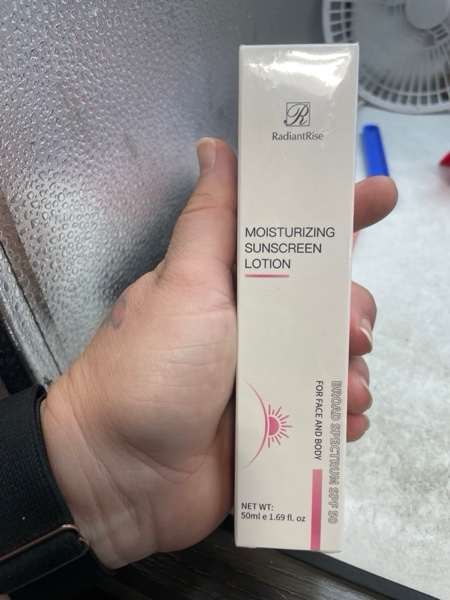 R
RadiantRise
MOISTURIZING
SUNSCREEN
LOTION
BROAD SPECTRUM SPF 50
FOR FACE AND BODY
NET WT:
50ml e 1.69 fl. oz